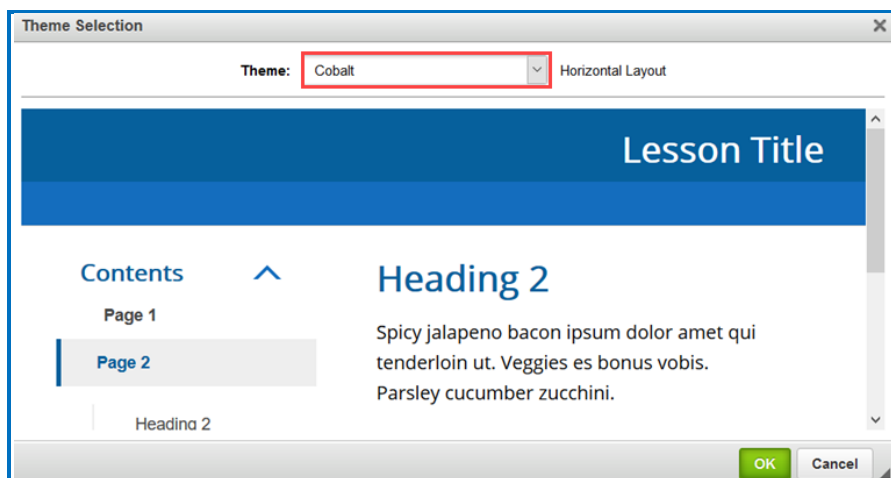 Theme Selection
Theme: Cobalt Horizontal Layout
Lesson Title
Contents
Page 1
Page 2
Heading 2
Heading 2
Spicy jalapeno bacon ipsum dolor amet qui
tenderloin ut. Veggies es bonus vobis.
Parsley cucumber zucchini.
OK Cancel